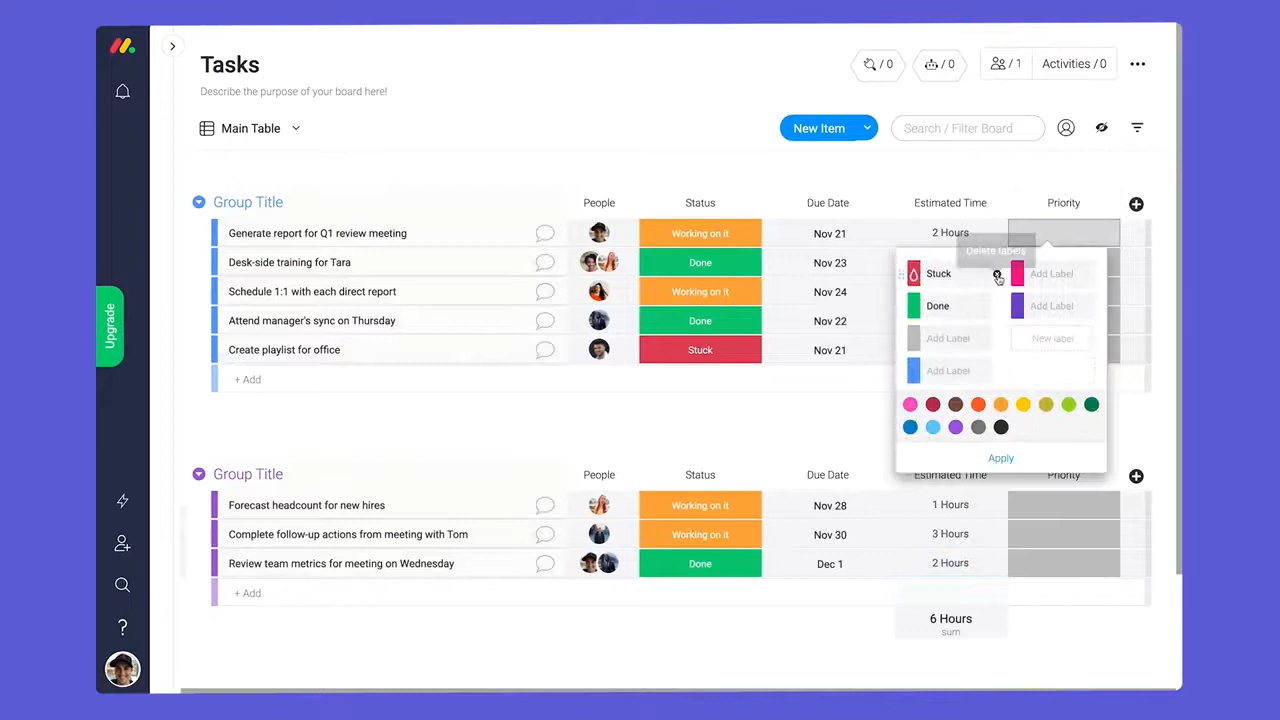 Tasks
/ 0
/ 0
/ 1
Activities / 0
Describe the purpose of your board here!
Main Table
New Item
Search / Filter Board
Upgrade
Group Title
People
Status
Due Date
Estimated Time
Priority
Generate report for Q1 review meeting
Working on it
Nov 21
2 Hours
Desk-side training for Tara
Done
Nov 23
Schedule 1:1 with each direct report
Working on it
Nov 24
Attend manager's sync on Thursday
Done
Nov 22
Create playlist for office
Stuck
Nov 21
+ Add
Delete labels
Stuck
Add Label
Done
Add Label
Add Label
New label
Add Label
Apply
Group Title
People
Status
Due Date
Estimated Time
Priority
Forecast headcount for new hires
Working on it
Nov 28
1 Hours
Complete follow-up actions from meeting with Tom
Working on it
Nov 30
3 Hours
Review team metrics for meeting on Wednesday
Done
Dec 1
2 Hours
+ Add
6 Hours
sum
?